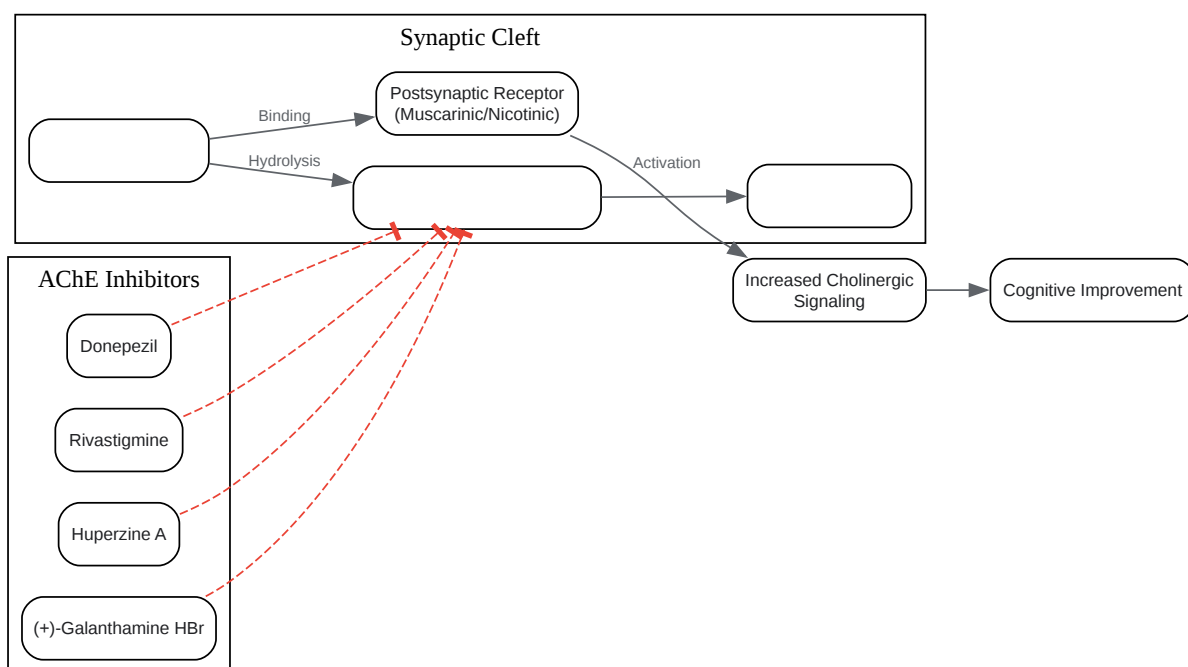 Synaptic Cleft
Postsynaptic Receptor
(Muscarinic/Nicotinic)
Binding
Hydrolysis
Activation
AChE Inhibitors
Increased Cholinergic
Signaling
Cognitive Improvement
Donepezil
Rivastigmine
Huperzine A
(+)-Galanthamine HBr